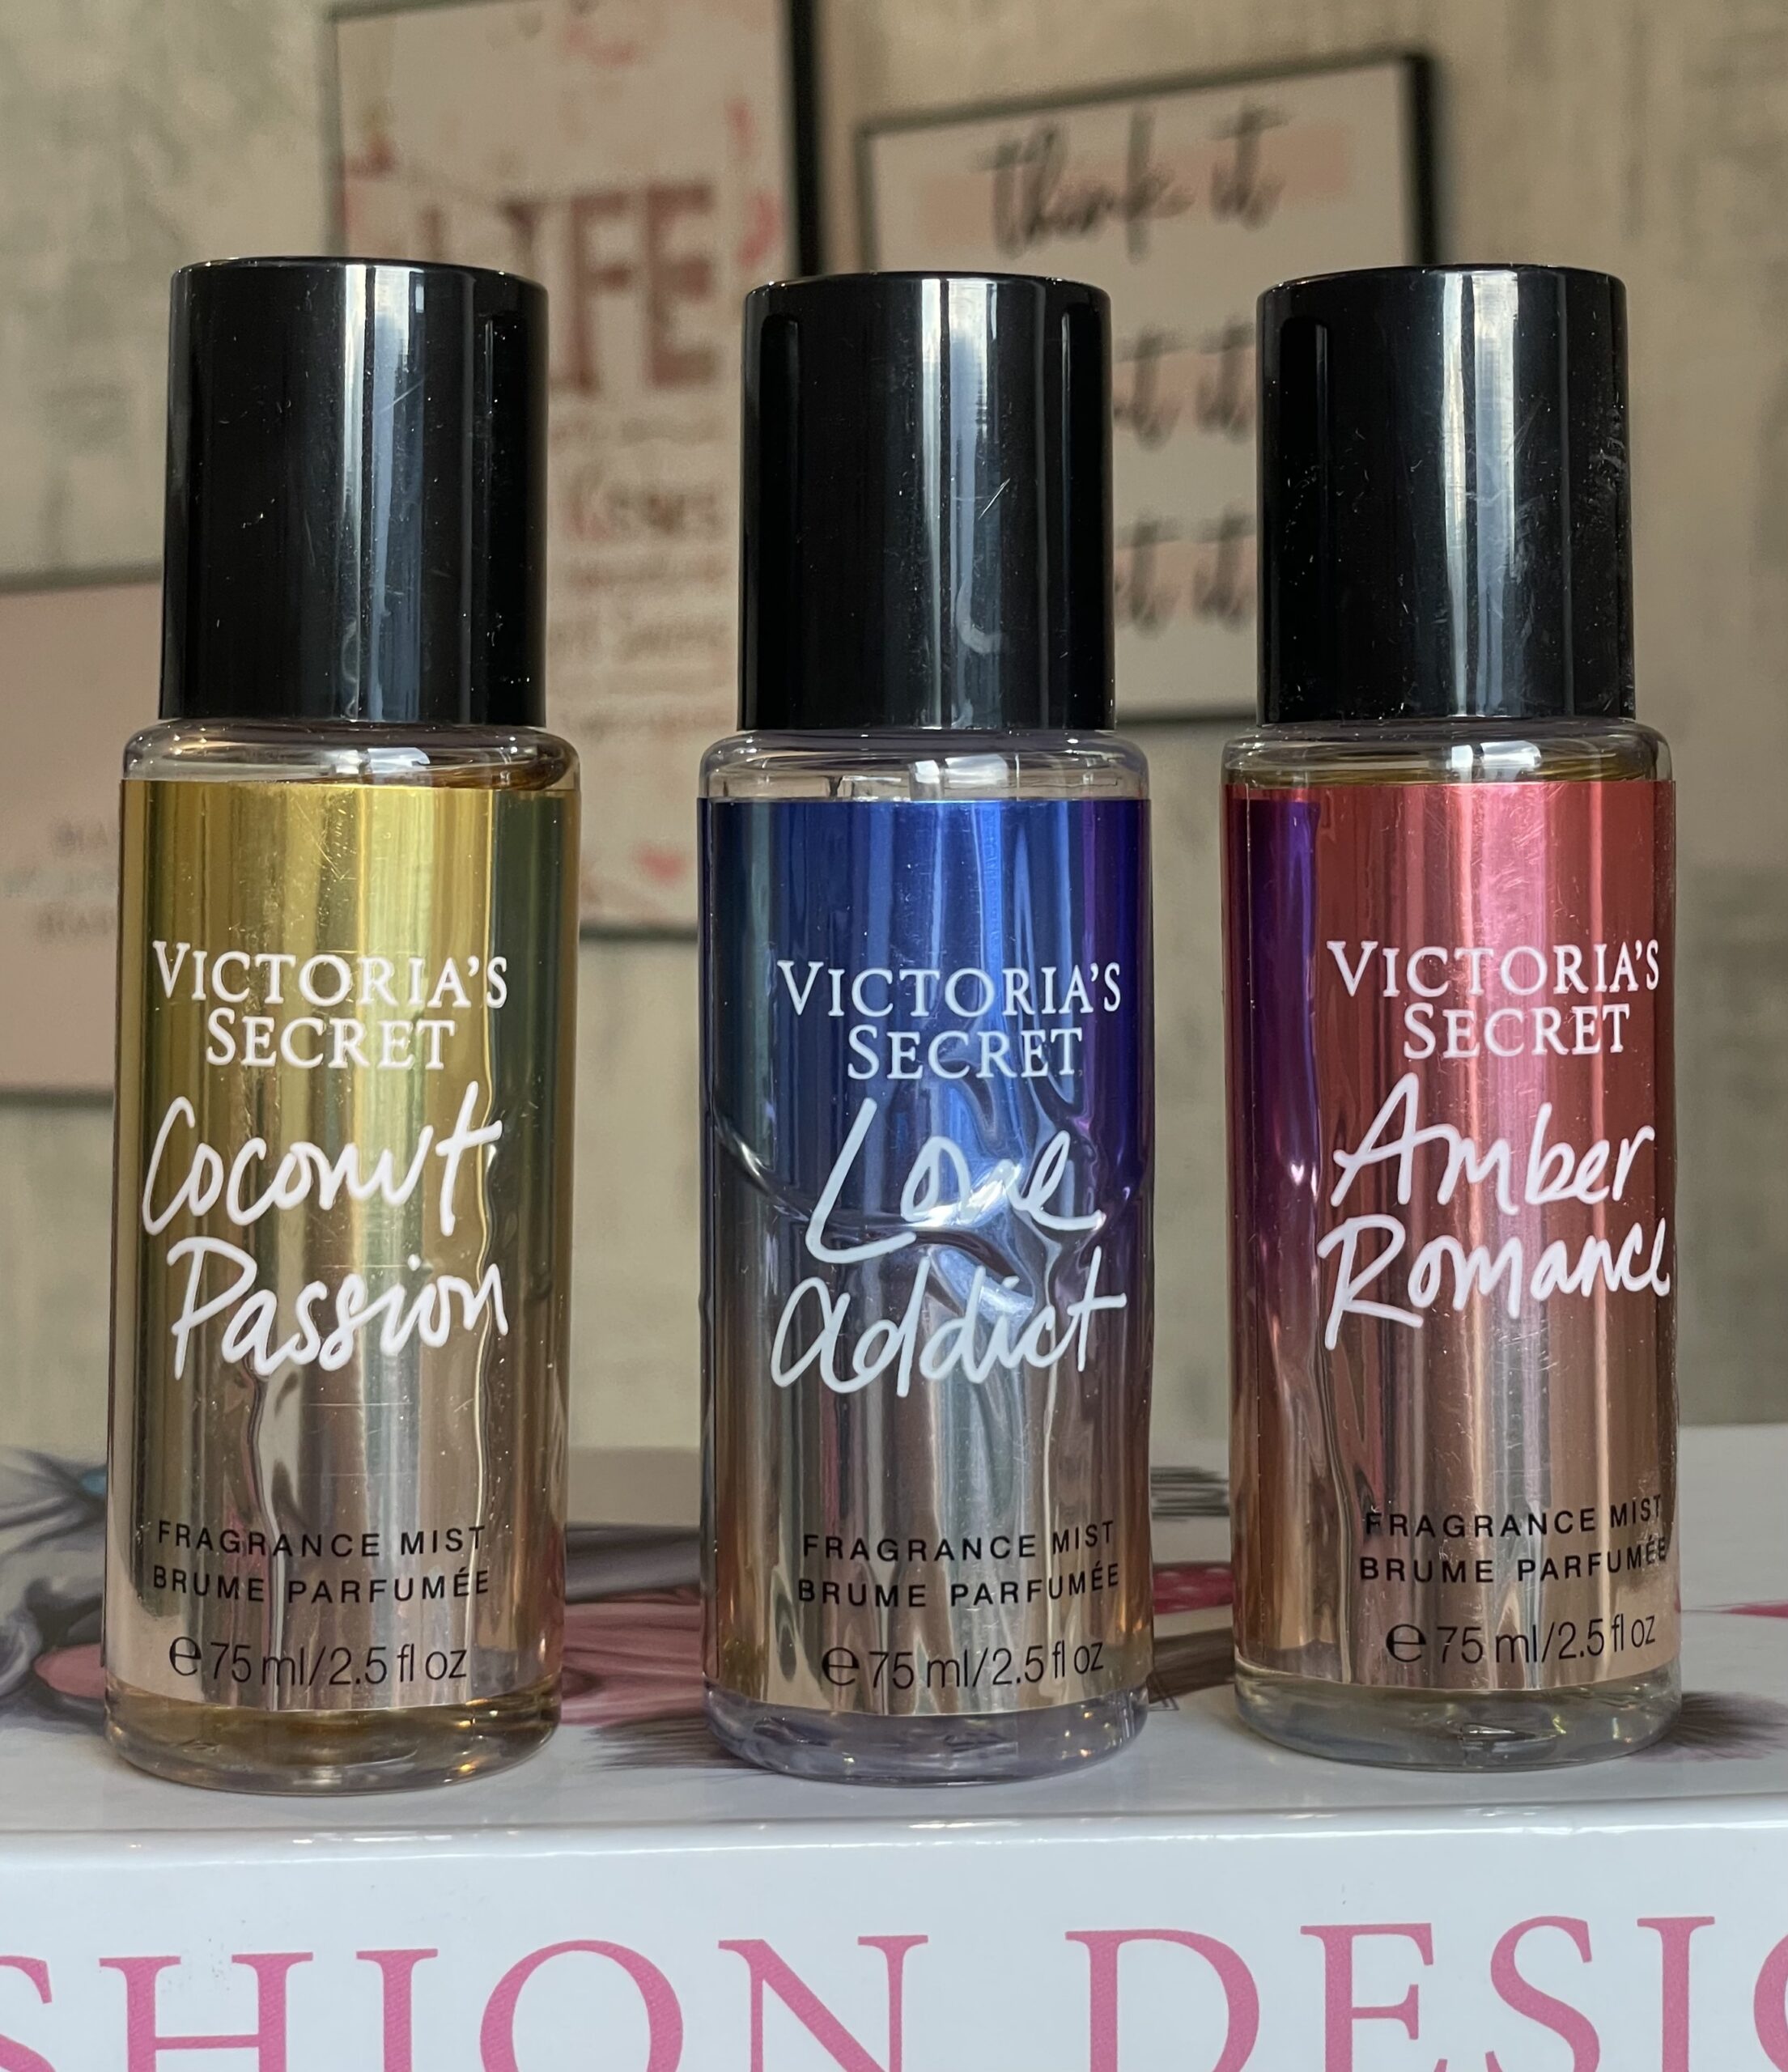 LIFE
think it
VICTORIA'S
SECRET
Coconut
Passion
FRAGRANCE MIST
BRUME PARFUMÉE
℮75 ml/2.5 fl oz
VICTORIA'S
SECRET
Love
addict
FRAGRANCE MIST
BRUME PARFUMÉE
℮75 ml/2.5 fl oz
VICTORIA'S
SECRET
Amber
Romance
FRAGRANCE MIST
BRUME PARFUMÉE
℮75 ml/2.5 fl oz
SHION DESIG